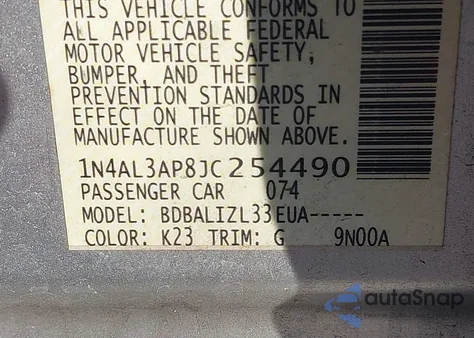 THIS VEHICLE CONFORMS TO
ALL APPLICABLE FEDERAL
MOTOR VEHICLE SAFETY,
BUMPER, AND THEFT
PREVENTION STANDARDS IN
EFFECT ON THE DATE OF
MANUFACTURE SHOWN ABOVE.
1N4AL3AP8JC254490
PASSENGER CAR 074
MODEL: BDBALIZL33EUA-----
COLOR: K23 TRIM: G 9N00A
autoSnap